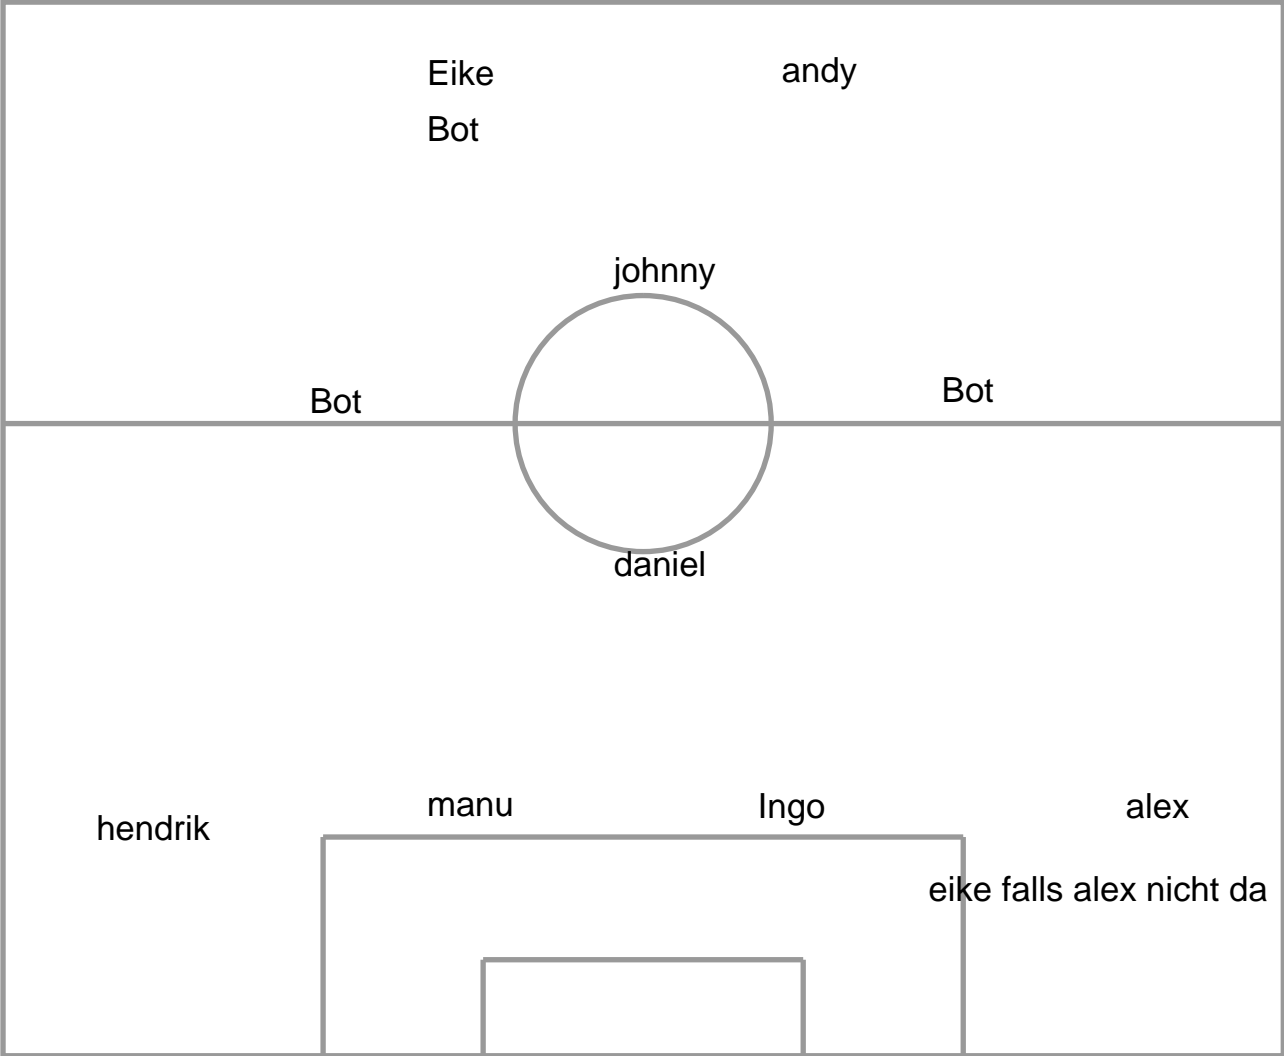 Eike
andy
Bot
johnny
Bot
Bot
daniel
hendrik
manu
Ingo
alex
eike falls alex nicht da